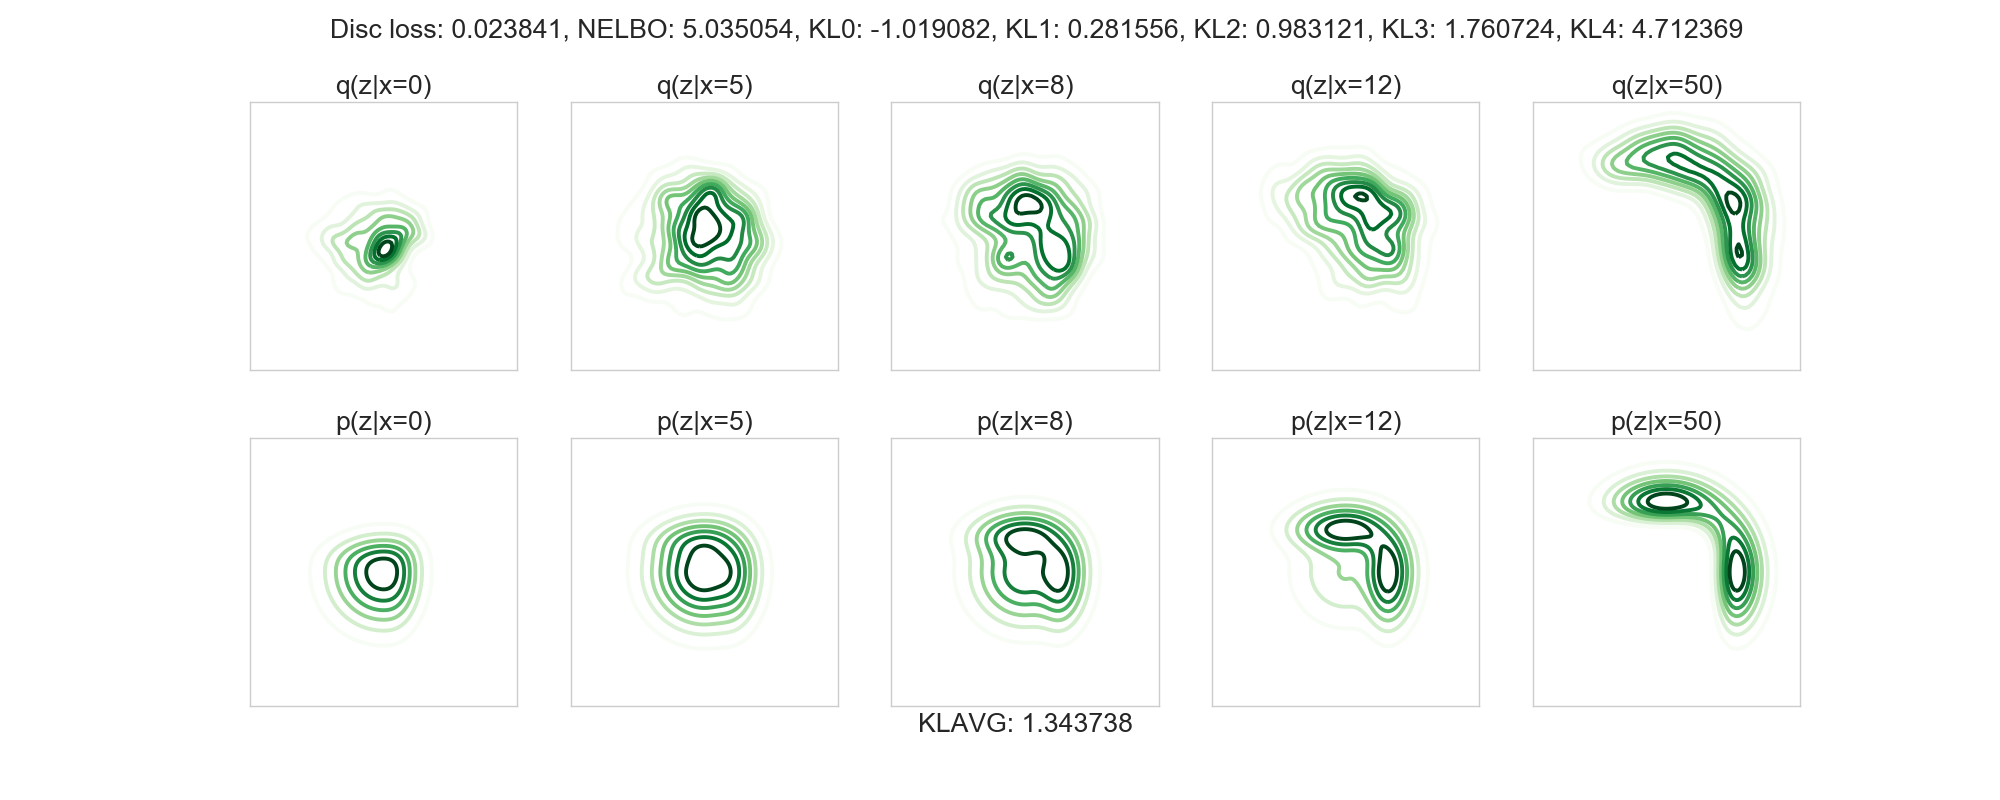 Disc loss: 0.023841, NELBO: 5.035054, KL0: -1.019082, KL1: 0.281556, KL2: 0.983121, KL3: 1.760724, KL4: 4.712369
q(z|x=0) q(z|x=5) q(z|x=8) q(z|x=12) q(z|x=50)
p(z|x=0) p(z|x=5) p(z|x=8) p(z|x=12) p(z|x=50)
KLAVG: 1.343738